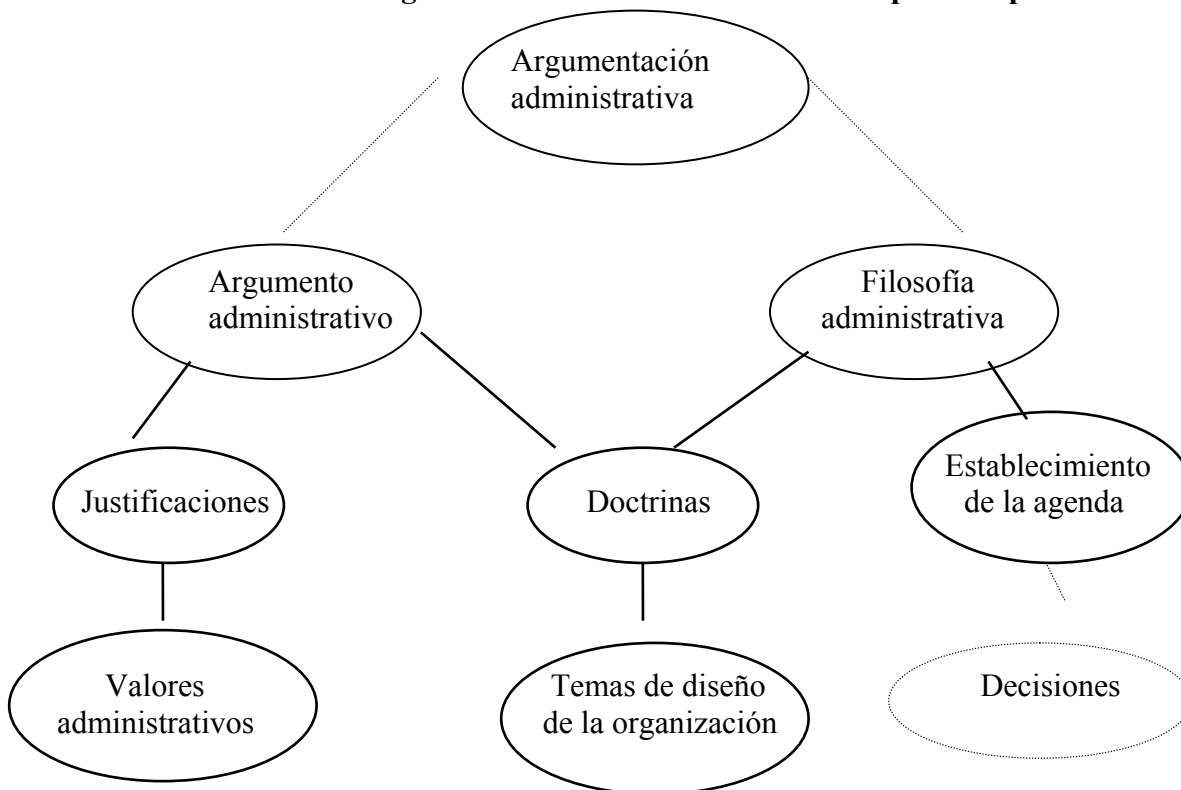 Argumentación
administrativa
Argumento
administrativo
Filosofía
administrativa
Justificaciones
Doctrinas
Establecimiento
de la agenda
Valores
administrativos
Temas de diseño
de la organización
Decisiones